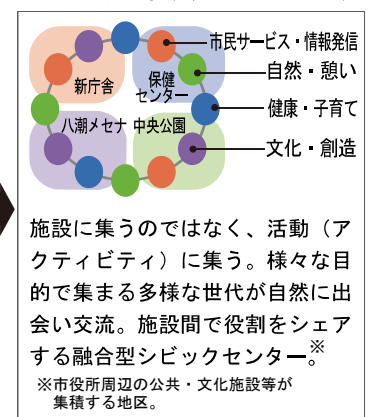 市民サービス・情報発信
自然・憩い
健康・子育て
文化・創造
新庁舎
保健
センター
八潮メセナ
中央公園
施設に集うのではなく、活動（ア
クティビティ）に集う。様々な目
的で集まる多様な世代が自然に出
会い交流。施設間で役割をシェア
する融合型シビックセンター。※
※市役所周辺の公共・文化施設等が
集積する地区。